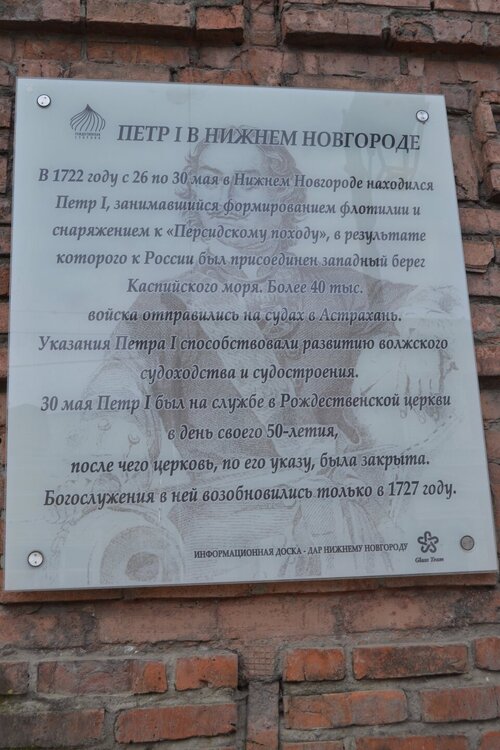 ПЕТР I В НИЖНЕМ НОВГОРОДЕ
В 1722 году с 26 по 30 мая в Нижнем Новгороде находился
Петр I, занимавшийся формированием флотилии и
снаряжением к «Персидскому походу», в результате
которого к России был присоединен западный берег
Каспийского моря. Более 40 тыс.
войска отправились на судах в Астрахань.
Указания Петра I способствовали развитию волжского
судоходства и судостроения.
30 мая Петр I был на службе в Рождественской церкви
в день своего 50-летия,
после чего церковь, по его указу, была закрыта.
Богослужения в ней возобновились только в 1727 году.
ИНФОРМАЦИОННАЯ ДОСКА - ДАР НИЖНЕМУ НОВГОРОДУ
Glass Team